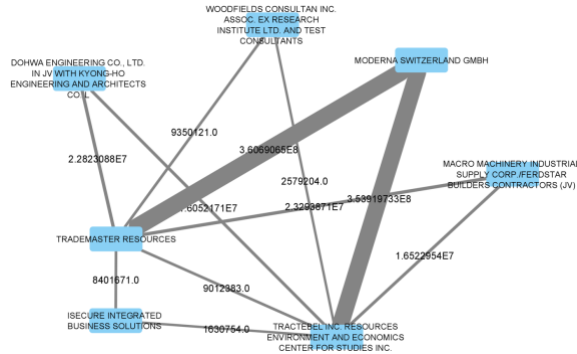 WOODFIELDS CONSULTAN INC.
ASSOC. EX RESEARCH
INSTITUTE LTD. AND TEST
CONSULTANTS
DOHWA ENGINEERING CO., LTD.
IN JV WITH KYONG-HO
ENGINEERING AND ARCHITECTS
CO.L
MODERNA SWITZERLAND GMBH
9350121.0
3.6069065E8
2.2823088E7
2579204.0
MACRO MACHINERY INDUSTRIAL
SUPPLY CORP./FERDSTAR
BUILDERS CONTRACTORS (JV)
.6052171E7
2.3293871E7
3.53919733E8
TRADEMASTER RESOURCES
1.6522954E7
8401671.0
9012383.0
ISECURE INTEGRATED
BUSINESS SOLUTIONS
1630754.0
TRACTEBEL INC. RESOURCES
ENVIRONMENT AND ECONOMICS
CENTER FOR STUDIES INC.